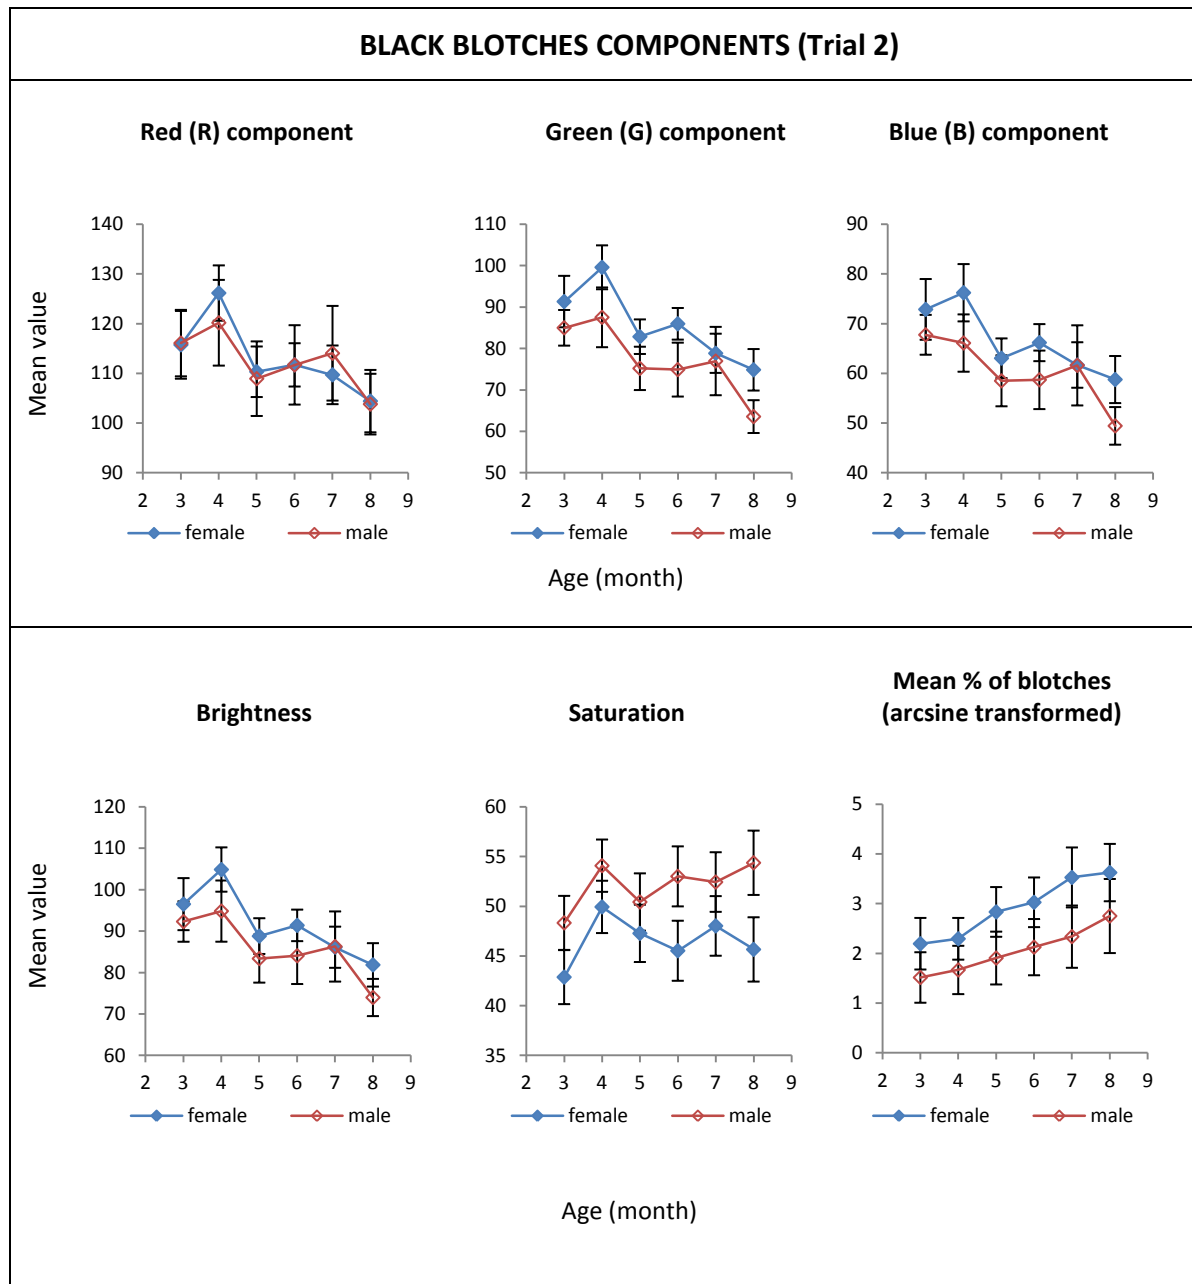 BLACK BLOTCHES COMPONENTS (Trial 2)
Red (R) component
Green (G) component
Blue (B) component
Mean value
140
130
120
110
100
90
2 3 4 5 6 7 8 9
female male
110
100
90
80
70
60
50
2 3 4 5 6 7 8 9
female male
90
80
70
60
50
40
2 3 4 5 6 7 8 9
female male
Age (month)
Brightness
Saturation
Mean % of blotches
(arcsine transformed)
Mean value
120
110
100
90
80
70
60
2 3 4 5 6 7 8 9
female male
60
55
50
45
40
35
2 3 4 5 6 7 8 9
female male
5
4
3
2
1
0
2 3 4 5 6 7 8 9
female male
Age (month)